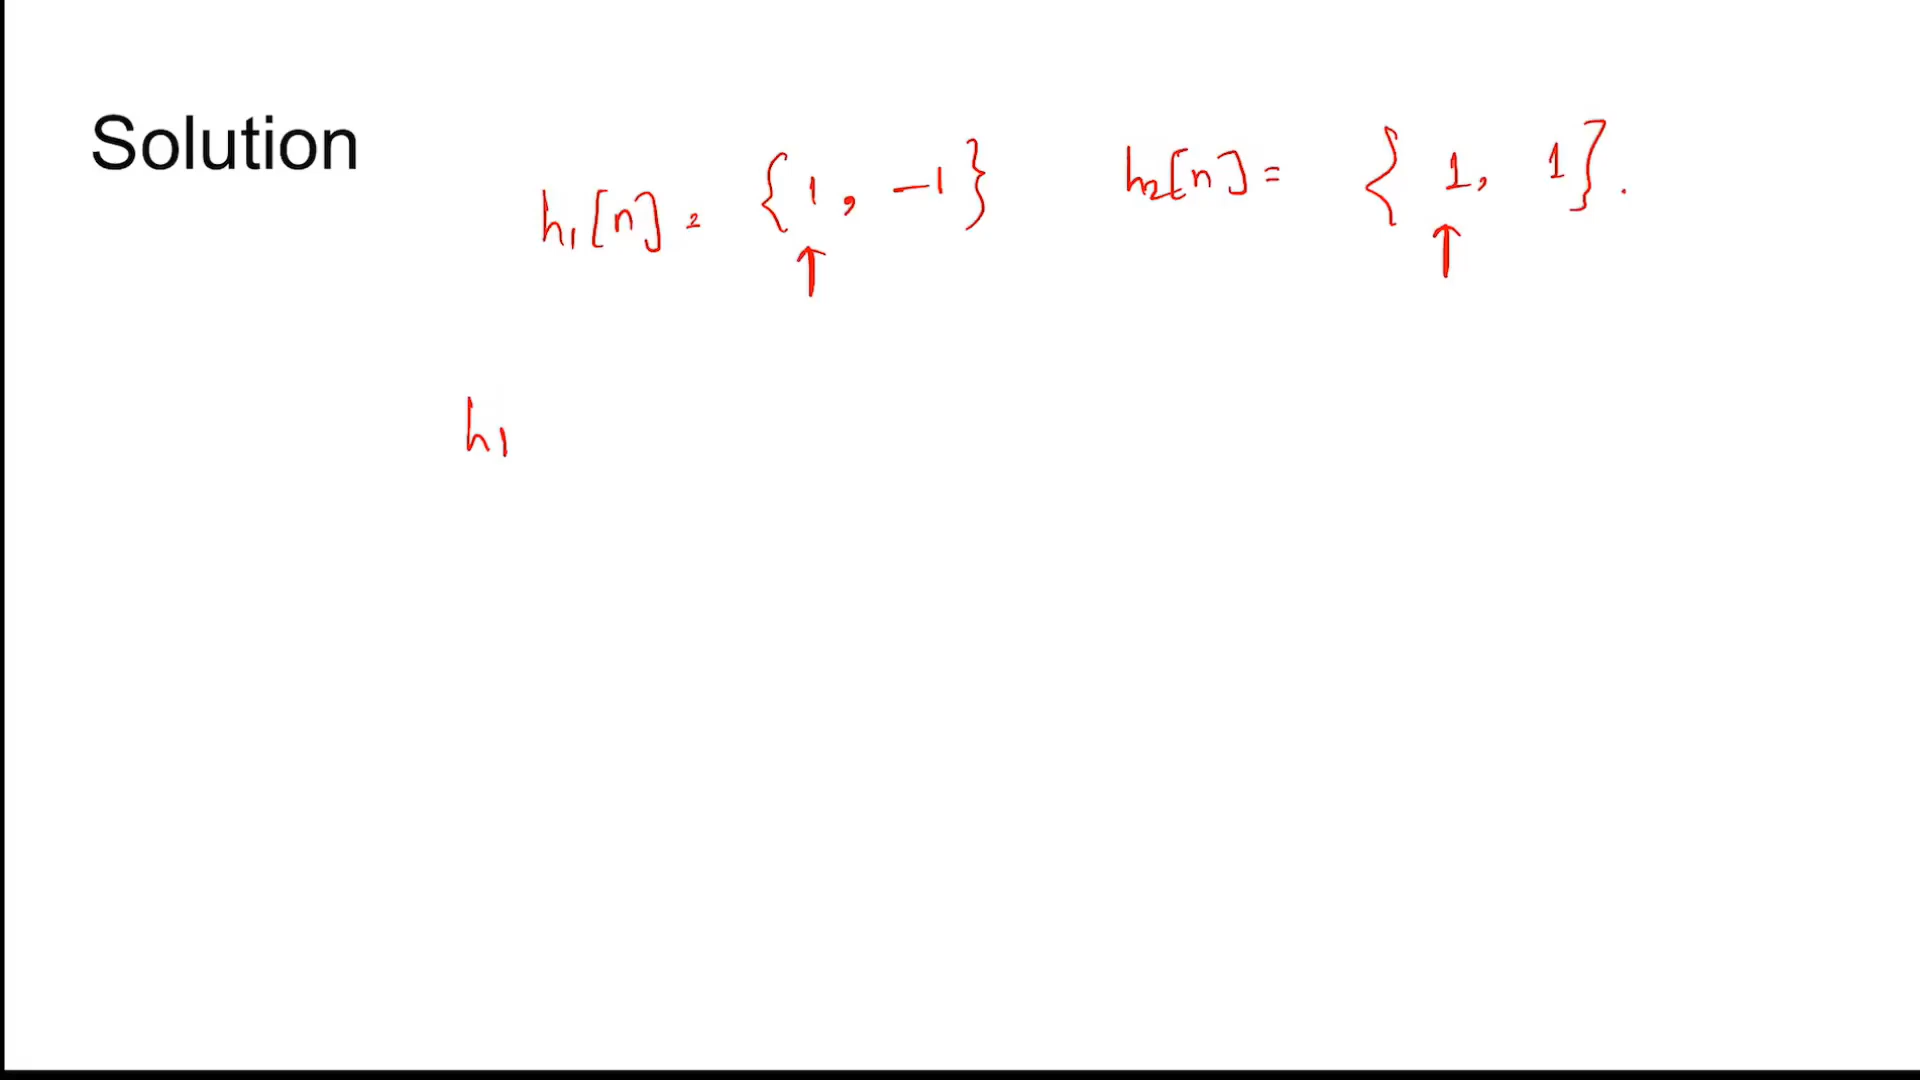 Solution
h₁[n] = {1, -1} h₂[n] = {1, 1}.
↑ ↑
h₁